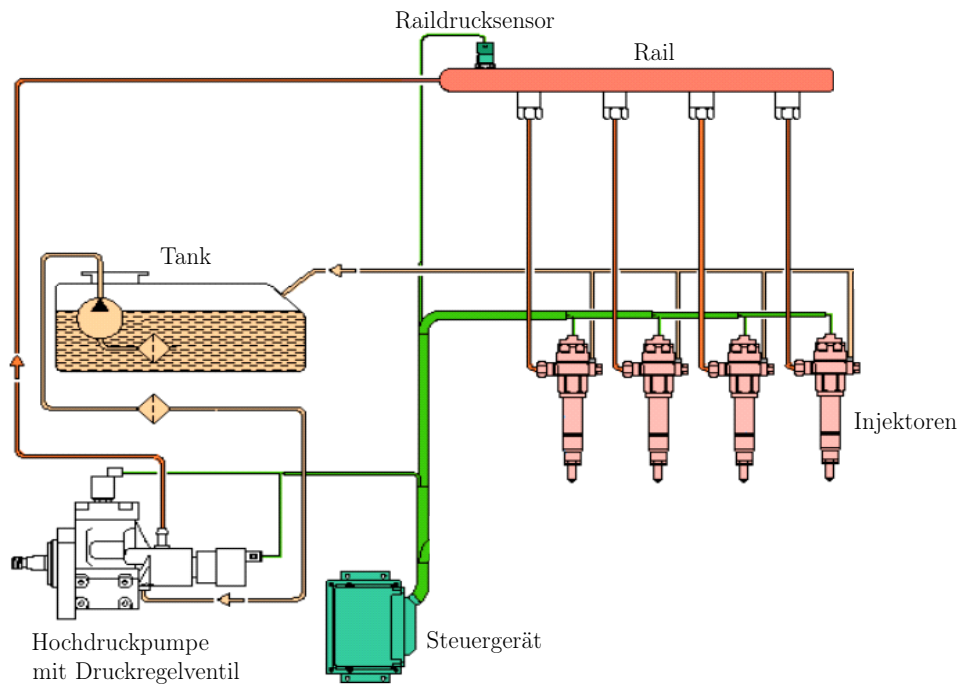 Raildrucksensor
Rail
Tank
Injektoren
Hochdruckpumpe
mit Druckregelventil
Steuergerät